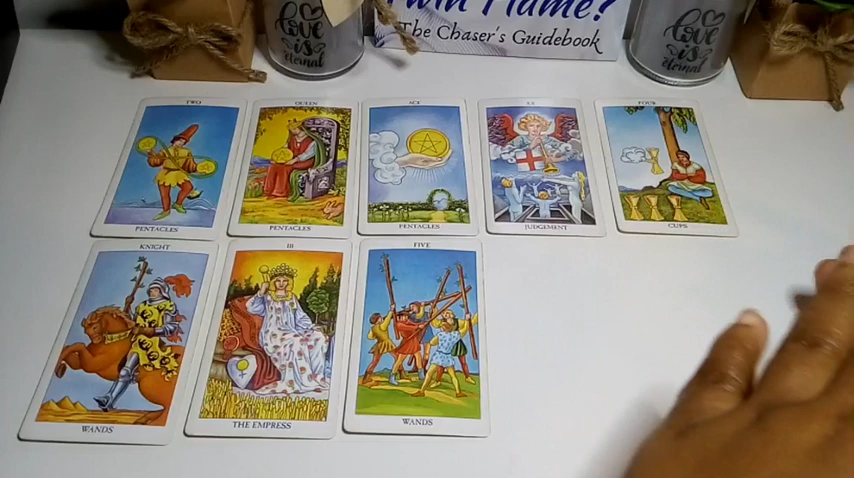 Twin Flame?
The Chaser's Guidebook
Love
is
eternal
Love
is
eternal
TWO
PENTACLES
QUEEN
PENTACLES
ACE
PENTACLES
XX
JUDGEMENT
FOUR
CUPS
KNIGHT
WANDS
III
THE EMPRESS
FIVE
WANDS